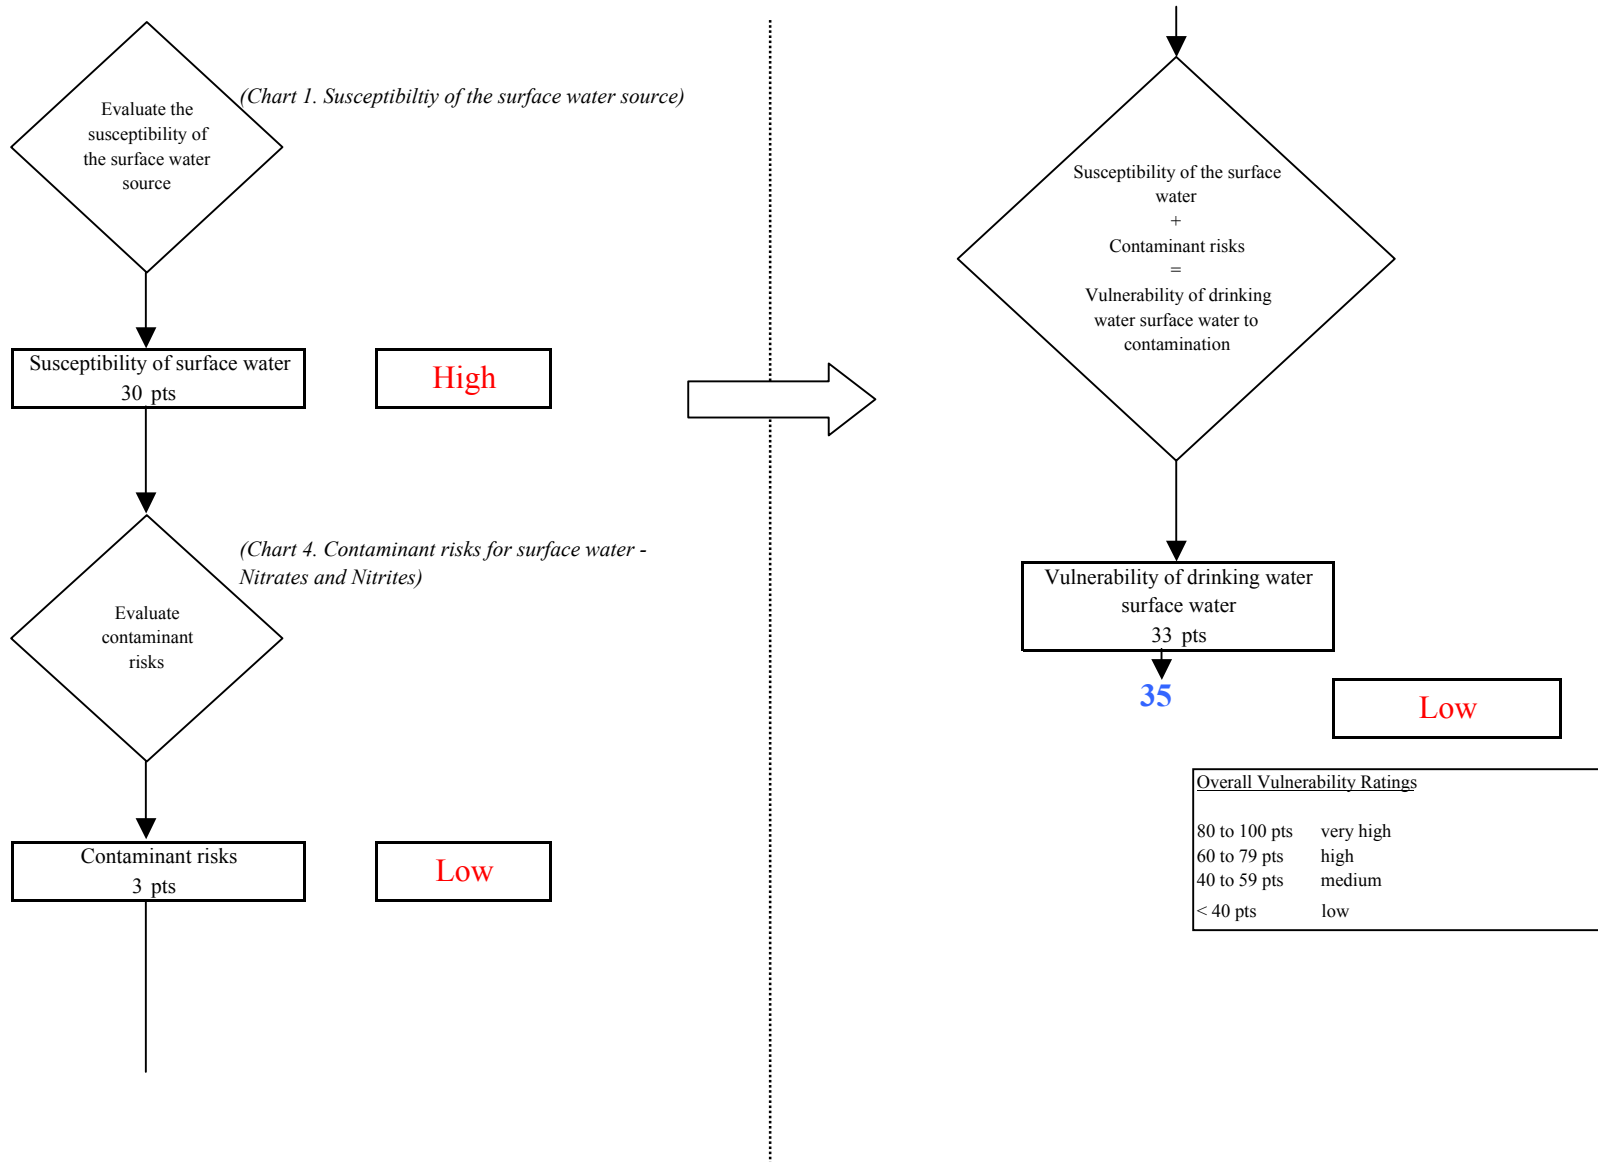 Evaluate the
susceptibility of
the surface water
source
(Chart 1. Susceptibiltiy of the surface water source)
Susceptibility of surface water
30 pts
High
(Chart 4. Contaminant risks for surface water -
Nitrates and Nitrites)
Evaluate
contaminant
risks
Contaminant risks
3 pts
Low
Susceptibility of the surface
water
+
Contaminant risks
=
Vulnerability of drinking
water surface water to
contamination
Vulnerability of drinking water
surface water
33 pts
35
Low
Overall Vulnerability Ratings
80 to 100 pts very high
60 to 79 pts high
40 to 59 pts medium
< 40 pts low